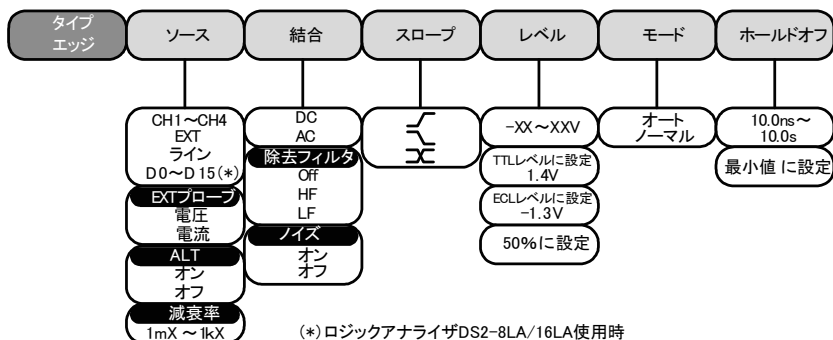 タイプ
エッジ
ソース
結合
スロープ
レベル
モード
ホールドオフ
CH1～CH4
EXT
ライン
D0～D15(*)
EXTプローブ
電圧
電流
ALT
オン
オフ
減衰率
1mX～1kX
DC
AC
除去フィルタ
Off
HF
LF
ノイズ
オン
オフ
-XX～XXV
TTLレベルに設定
1.4V
ECLレベルに設定
-1.3V
50%に設定
オート
ノーマル
10.0ns～
10.0s
最小値に設定
(*)ロジックアナライザDS2-8LA/16LA使用時